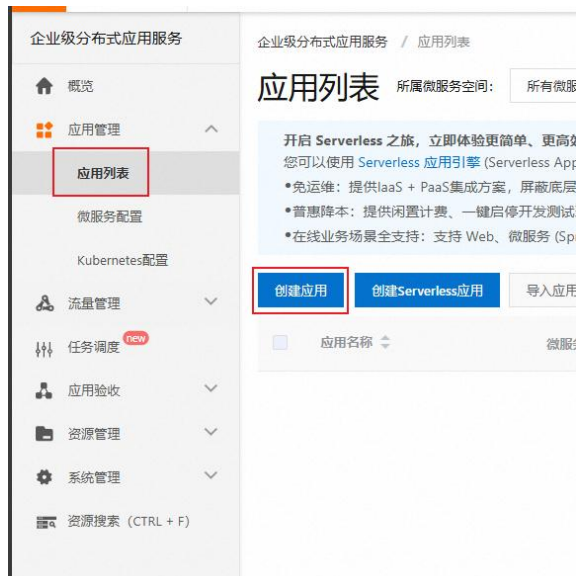 企业级分布式应用服务
概览
应用管理
应用列表
微服务配置
Kubernetes配置
流量管理
任务调度 new
应用验收
资源管理
系统管理
资源搜索 (CTRL + F)
企业级分布式应用服务 / 应用列表
应用列表 所属微服务空间: 所有微服
开启 Serverless 之旅，立即体验更简单、更高效
您可以使用 Serverless 应用引擎 (Serverless App
•免运维：提供IaaS + PaaS集成方案，屏蔽底层
•普惠降本：提供闲置计费、一键启停开发测试
•在线业务场景全支持：支持 Web、微服务 (Spr
创建应用 创建Serverless应用 导入应用
应用名称 微服务